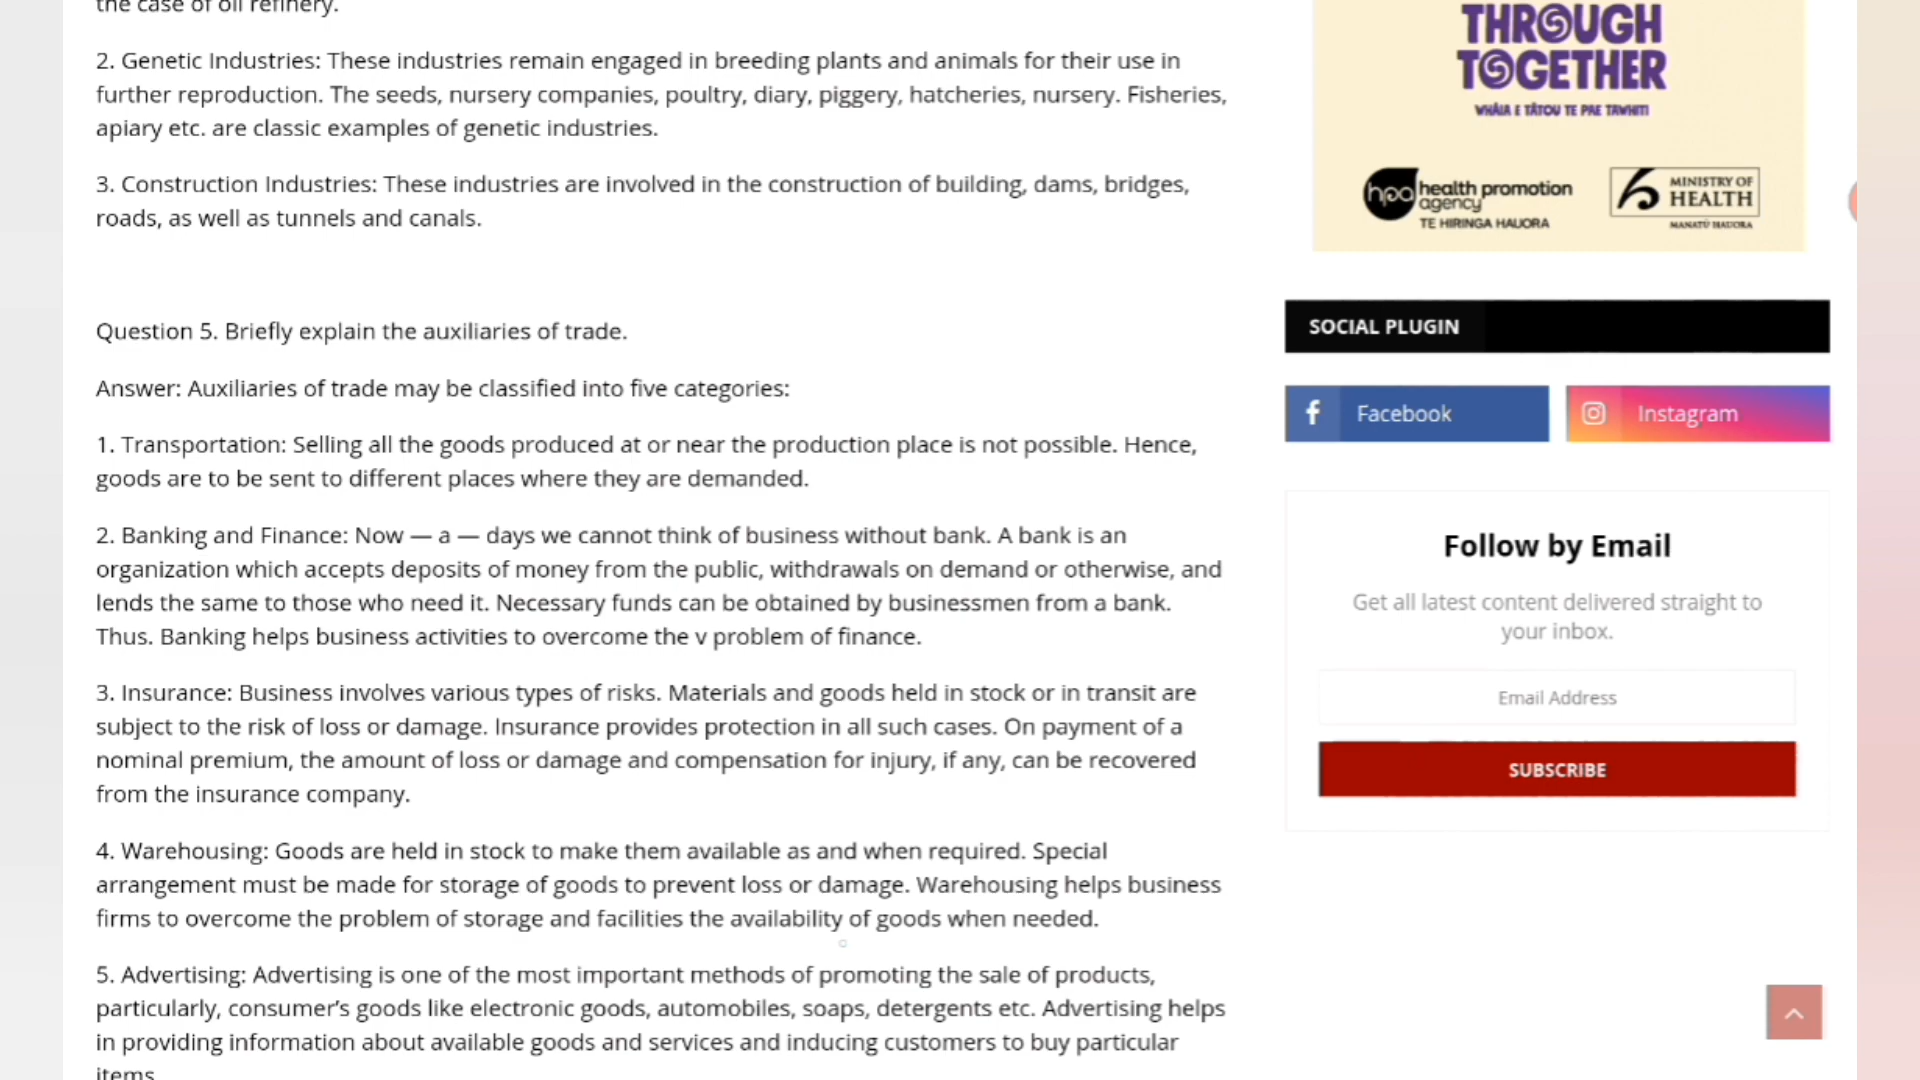 the case of oil refinery.
2. Genetic Industries: These industries remain engaged in breeding plants and animals for their use in
further reproduction. The seeds, nursery companies, poultry, diary, piggery, hatcheries, nursery. Fisheries,
apiary etc. are classic examples of genetic industries.
3. Construction Industries: These industries are involved in the construction of building, dams, bridges,
roads, as well as tunnels and canals.
Question 5. Briefly explain the auxiliaries of trade.
Answer: Auxiliaries of trade may be classified into five categories:
1. Transportation: Selling all the goods produced at or near the production place is not possible. Hence,
goods are to be sent to different places where they are demanded.
2. Banking and Finance: Now — a — days we cannot think of business without bank. A bank is an
organization which accepts deposits of money from the public, withdrawals on demand or otherwise, and
lends the same to those who need it. Necessary funds can be obtained by businessmen from a bank.
Thus. Banking helps business activities to overcome the v problem of finance.
3. Insurance: Business involves various types of risks. Materials and goods held in stock or in transit are
subject to the risk of loss or damage. Insurance provides protection in all such cases. On payment of a
nominal premium, the amount of loss or damage and compensation for injury, if any, can be recovered
from the insurance company.
4. Warehousing: Goods are held in stock to make them available as and when required. Special
arrangement must be made for storage of goods to prevent loss or damage. Warehousing helps business
firms to overcome the problem of storage and facilities the availability of goods when needed.
5. Advertising: Advertising is one of the most important methods of promoting the sale of products,
particularly, consumer's goods like electronic goods, automobiles, soaps, detergents etc. Advertising helps
in providing information about available goods and services and inducing customers to buy particular
items.
THROUGH
TOGETHER
WHĀIA E TĀTOU TE PAE TAWHITI
hpa health promotion
agency
TE HIRINGA HAUORA
MINISTRY OF
HEALTH
MANATŪ HAUORA
SOCIAL PLUGIN
Facebook
Instagram
Follow by Email
Get all latest content delivered straight to
your inbox.
Email Address
SUBSCRIBE